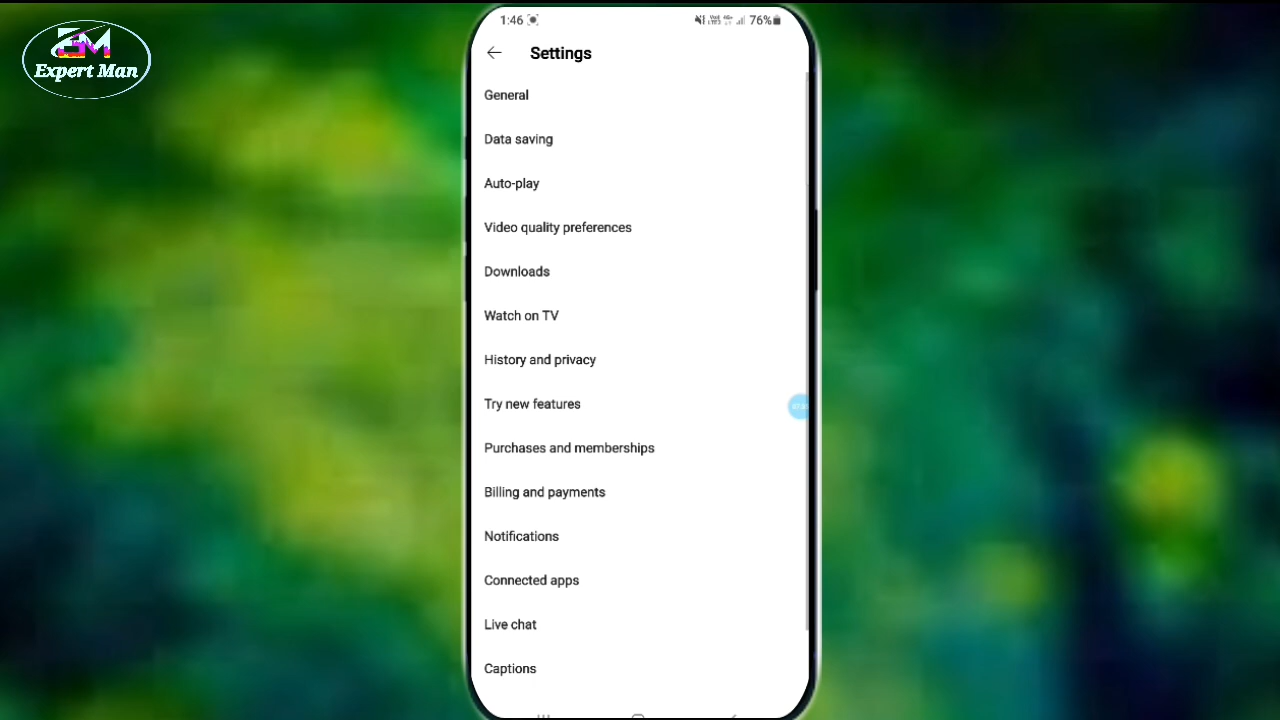 EM
Expert Man
1:46
76%
Settings
General
Data saving
Auto-play
Video quality preferences
Downloads
Watch on TV
History and privacy
Try new features
Purchases and memberships
Billing and payments
Notifications
Connected apps
Live chat
Captions